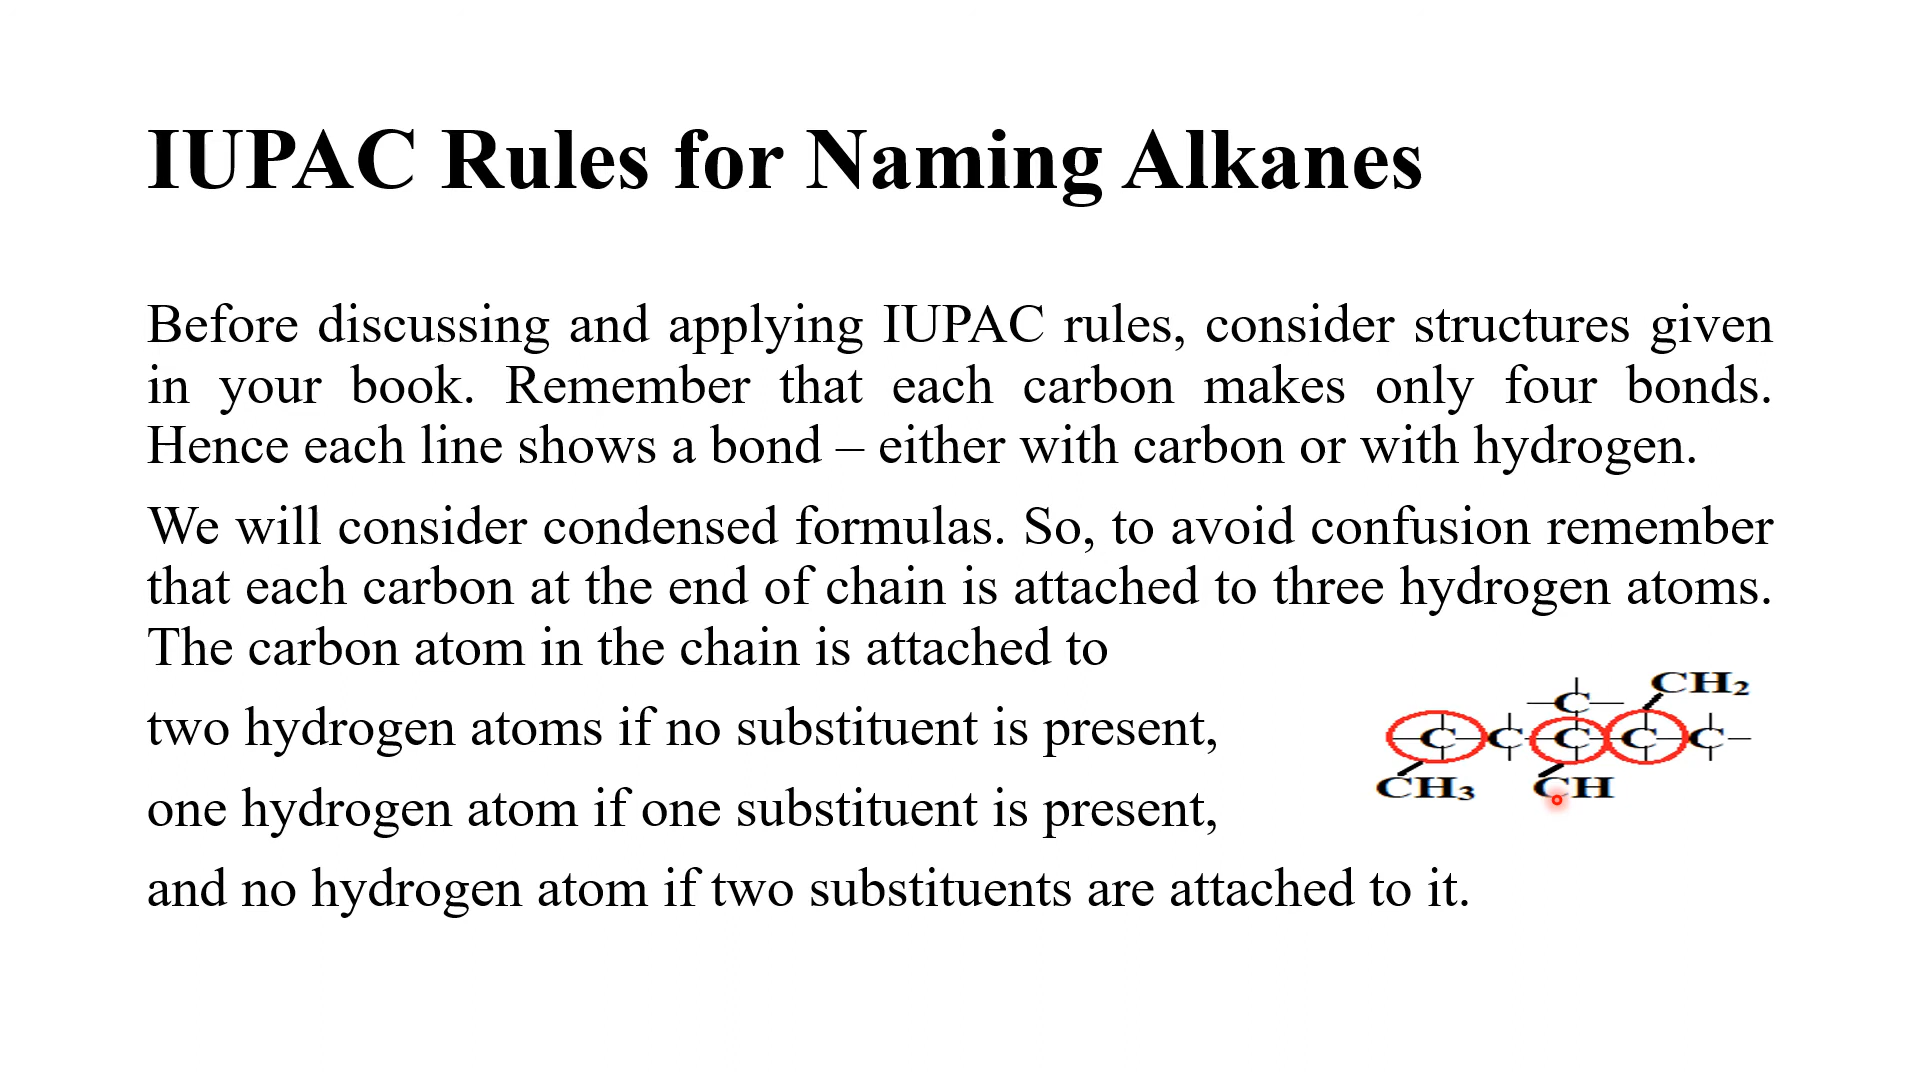 IUPAC Rules for Naming Alkanes
Before discussing and applying IUPAC rules, consider structures given
in your book. Remember that each carbon makes only four bonds.
Hence each line shows a bond – either with carbon or with hydrogen.
We will consider condensed formulas. So, to avoid confusion remember
that each carbon at the end of chain is attached to three hydrogen atoms.
The carbon atom in the chain is attached to
two hydrogen atoms if no substituent is present,
one hydrogen atom if one substituent is present,
and no hydrogen atom if two substituents are attached to it.
CH₂
C
C C C C C
CH₃ CH